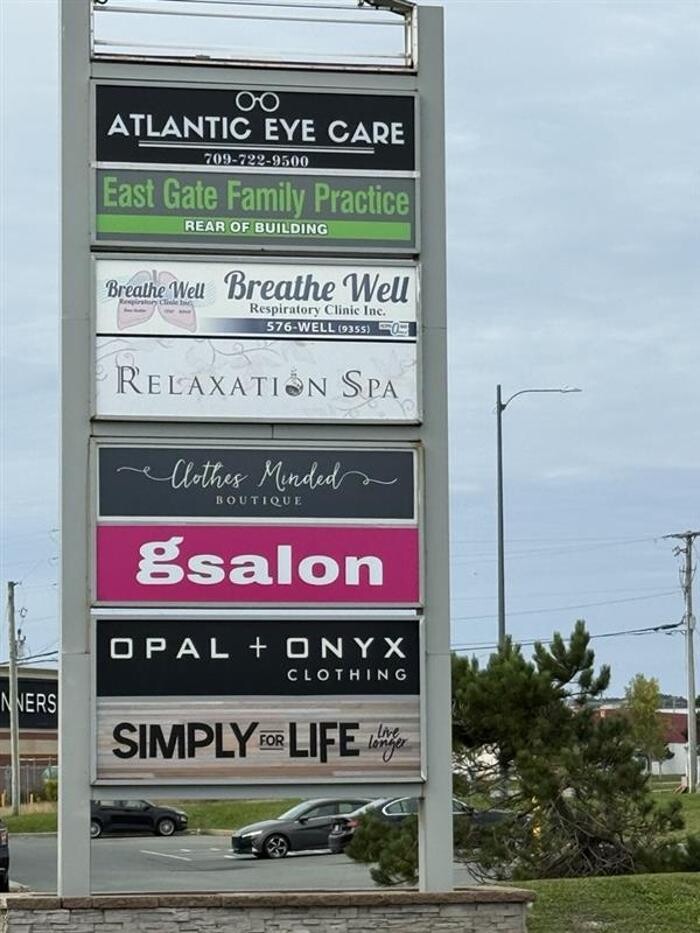 ATLANTIC EYE CARE
709-722-9500
East Gate Family Practice
REAR OF BUILDING
Breathe Well
Respiratory Clinic Inc.
Breathe Well
Respiratory Clinic Inc.
576-WELL (9355)
RELAXATION SPA
Clothes Minded
BOUTIQUE
gsalon
OPAL + ONYX
CLOTHING
NNERS
SIMPLY FOR LIFE live longer